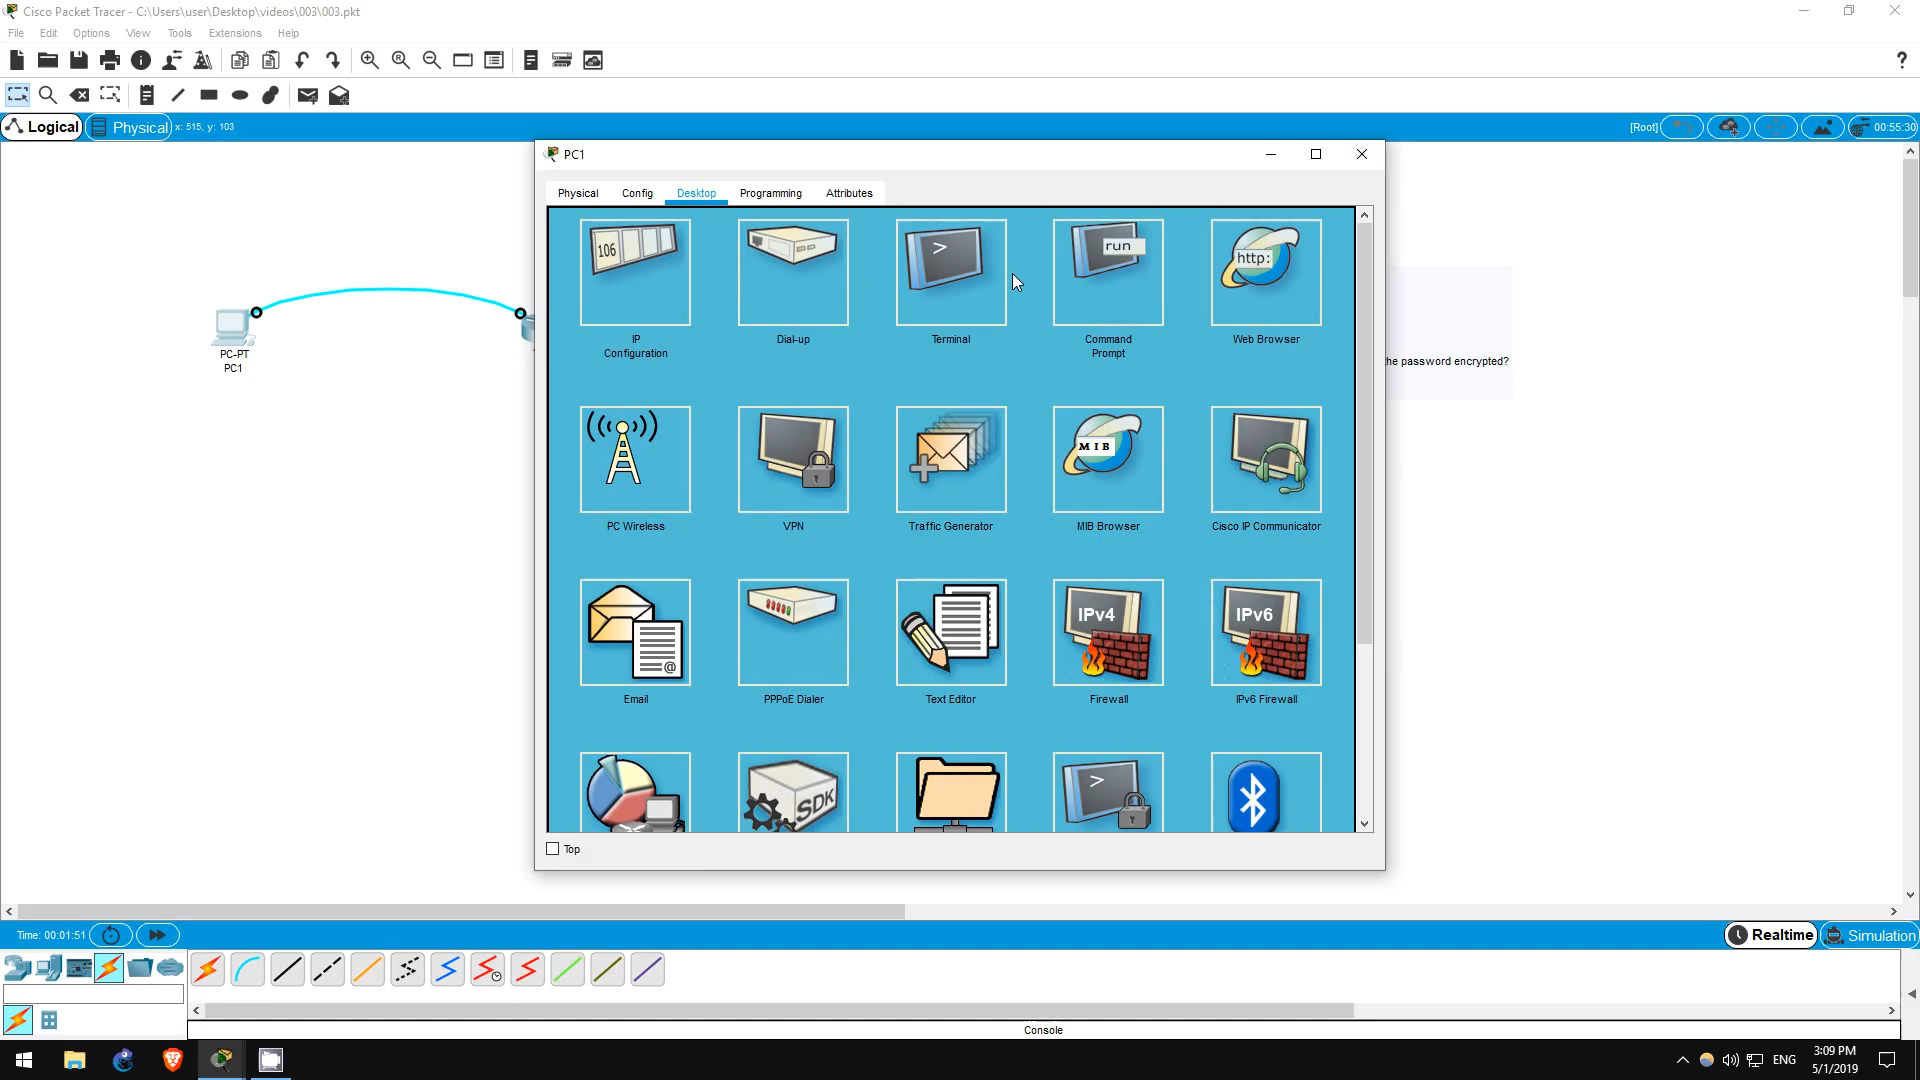 Cisco Packet Tracer - C:\Users\user\Desktop\videos\003\003.pkt
File Edit Options View Tools Extensions Help
Logical Physical x: 515, y: 103 [Root] 00:55:30
PC1
Physical Config Desktop Programming Attributes
106
>
run
http:
IP
Configuration
Dial-up
Terminal
Command
Prompt
Web Browser
PC-PT
PC1
he password encrypted?
MIB
PC Wireless
VPN
Traffic Generator
MIB Browser
Cisco IP Communicator
@
IPv4
IPv6
Email
PPPoE Dialer
Text Editor
Firewall
IPv6 Firewall
SDK
>
Top
Time: 00:01:51
Realtime Simulation
Console
ENG
3:09 PM
5/1/2019